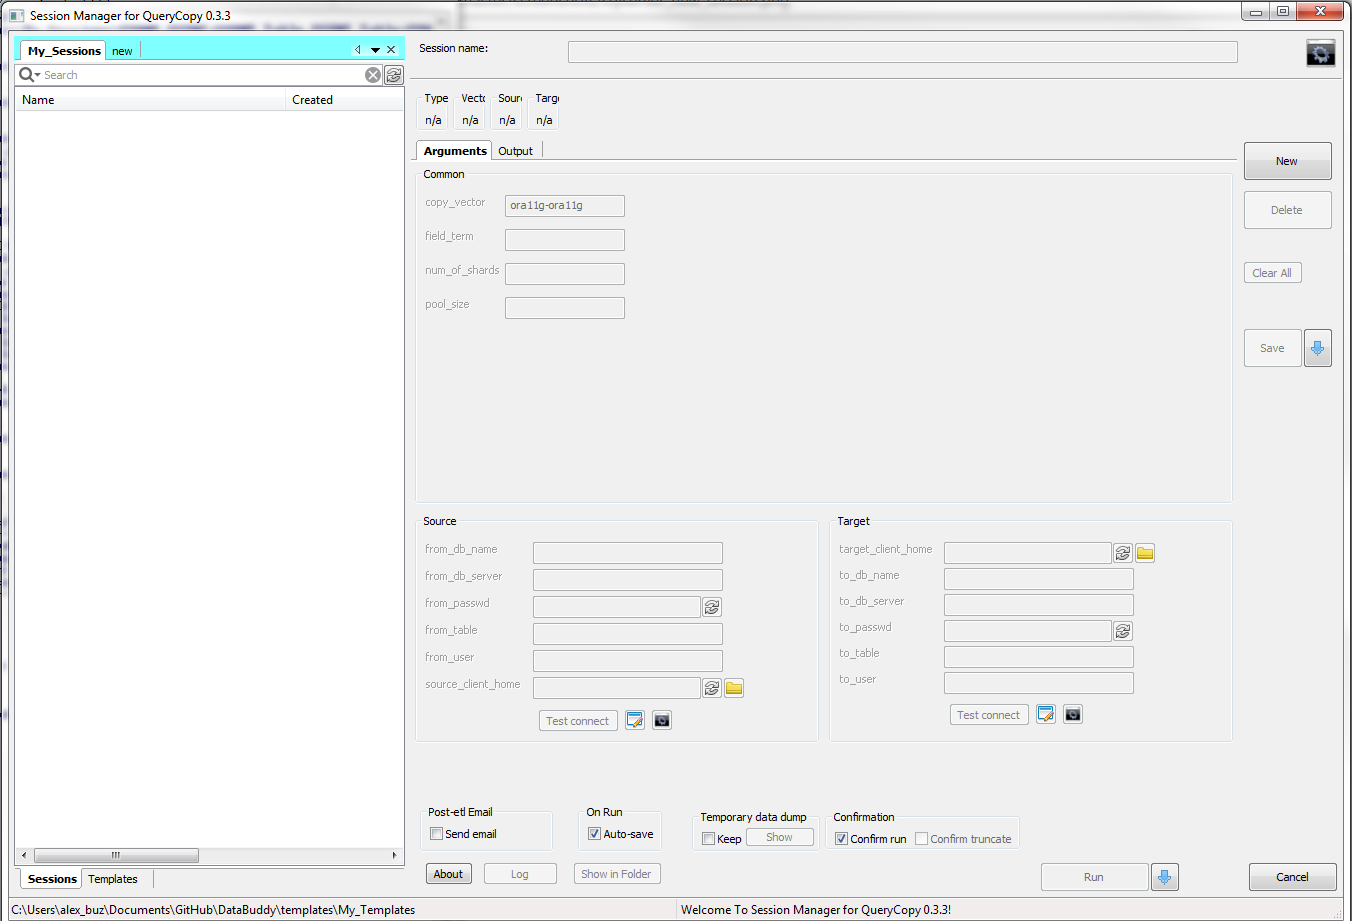 Session Manager for QueryCopy 0.3.3
My_Sessions new
Search
Name Created
Session name:
Type Vect Sour Targ
n/a n/a n/a n/a
Arguments Output
Common
copy_vector ora11g-ora11g
field_term
num_of_shards
pool_size
New
Delete
Clear All
Save
Source
from_db_name
from_db_server
from_passwd
from_table
from_user
source_client_home
Test connect
Target
target_client_home
to_db_name
to_db_server
to_passwd
to_table
to_user
Test connect
Post-etl Email
Send email
On Run
Auto-save
Temporary data dump
Keep Show
Confirmation
Confirm run Confirm truncate
Sessions Templates
About Log Show in Folder
Run Cancel
C:\Users\alex_buz\Documents\GitHub\DataBuddy\templates\My_Templates
Welcome To Session Manager for QueryCopy 0.3.3!